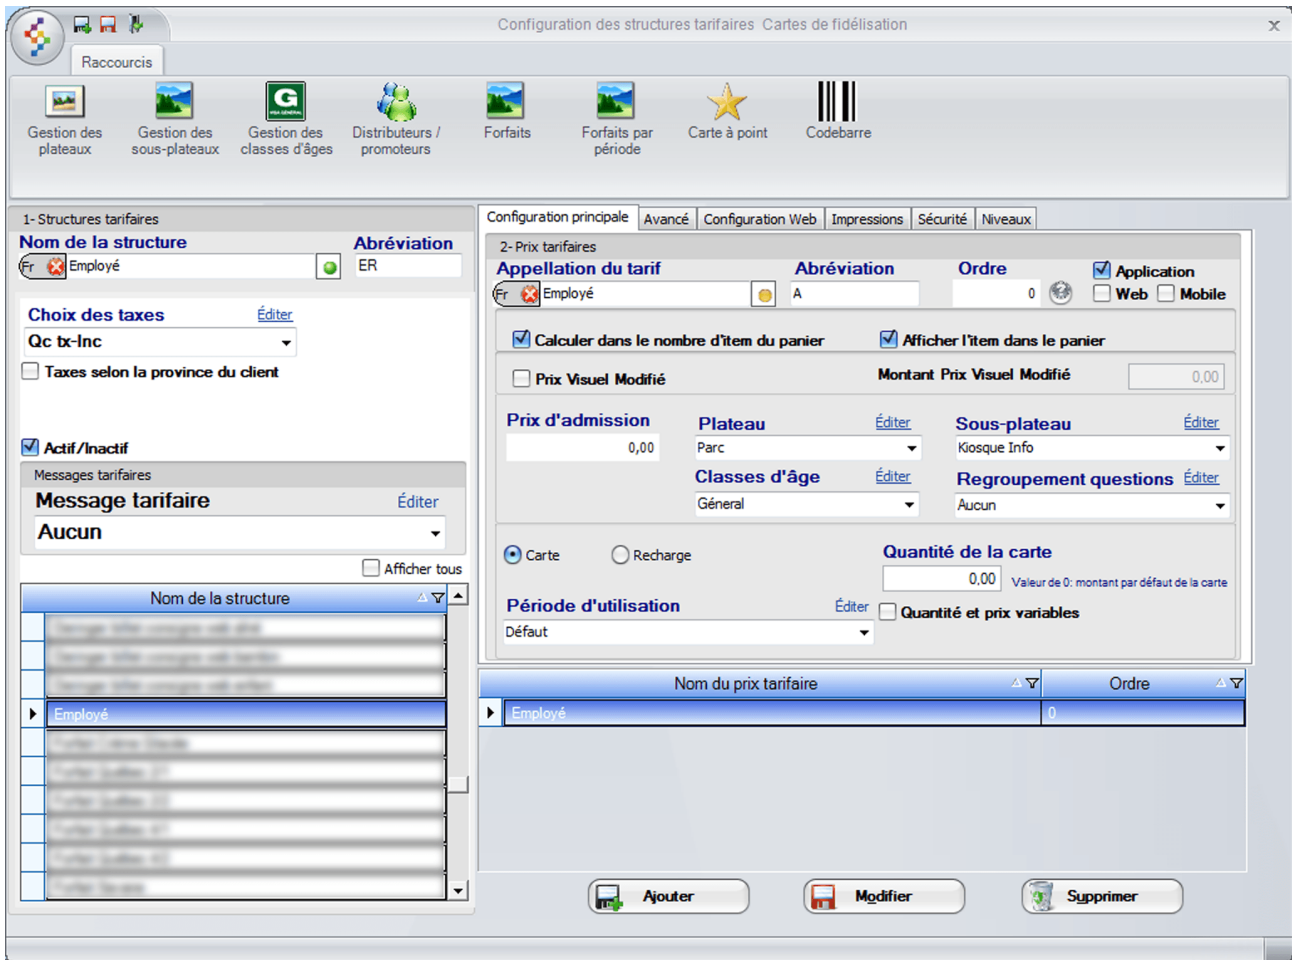 Configuration des structures tarifaires  Cartes de fidélisation
x
Raccourcis
Gestion des plateaux
Gestion des sous-plateaux
G
Gestion des classes d'âges
Distributeurs / promoteurs
Forfaits
Forfaits par période
Carte à point
Codebarre
1- Structures tarifaires
Nom de la structure
Abréviation
Fr
Employé
ER
Choix des taxes
Éditer
Qc tx-Inc
Taxes selon la province du client
Actif/Inactif
Messages tarifaires
Message tarifaire
Éditer
Aucun
Afficher tous
Nom de la structure
Employé
Configuration principale
Avancé
Configuration Web
Impressions
Sécurité
Niveaux
2- Prix tarifaires
Appellation du tarif
Abréviation
Ordre
Application
Fr
Employé
A
0
Web
Mobile
Calculer dans le nombre d'item du panier
Afficher l'item dans le panier
Prix Visuel Modifié
Montant Prix Visuel Modifié
0,00
Prix d'admission
Plateau
Éditer
Sous-plateau
Éditer
0,00
Parc
Kiosque Info
Classes d'âge
Éditer
Regroupement questions
Éditer
Géneral
Aucun
Carte
Recharge
Quantité de la carte
0,00
Valeur de 0: montant par défaut de la carte
Période d'utilisation
Éditer
Quantité et prix variables
Défaut
Nom du prix tarifaire
Ordre
Employé
0
Ajouter
Modifier
Supprimer